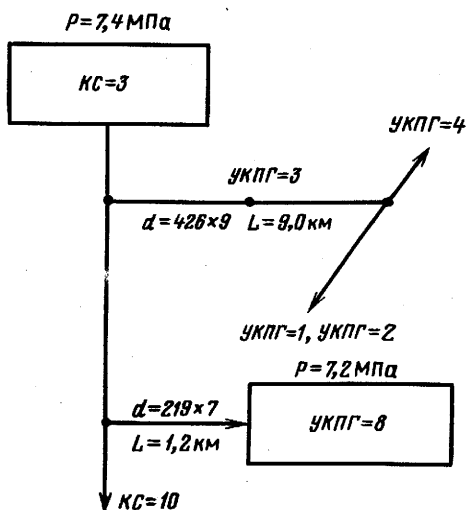 P=7,4 МПа
КС=3
УКПГ=4
УКПГ=3
d=426×9 L=9,0 км
УКПГ=1, УКПГ=2
P=7,2 МПа
d=219×7
УКПГ=8
L=1,2 км
КС=10